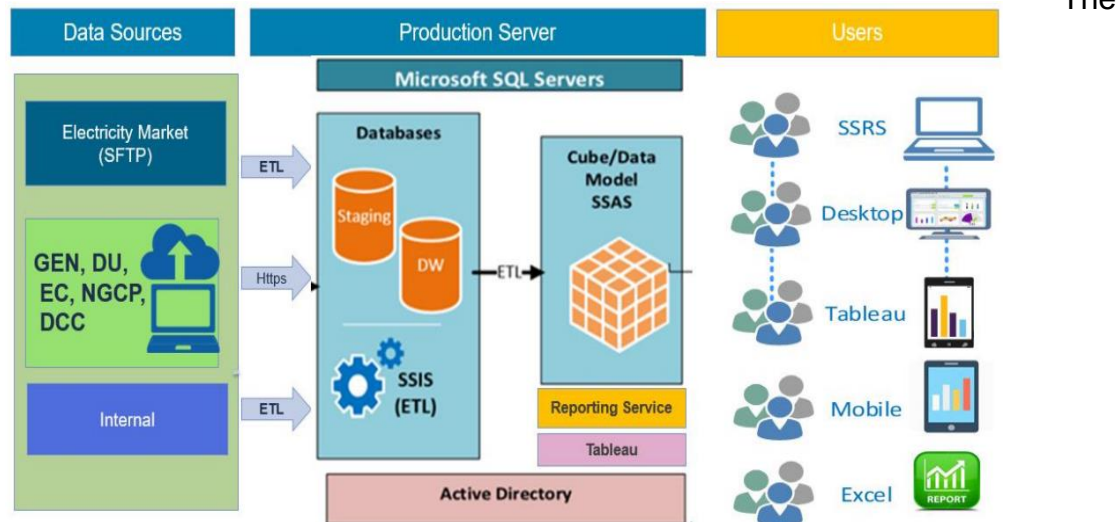 The
Data Sources
Production Server
Users
Microsoft SQL Servers
Electricity Market
(SFTP)
ETL
GEN, DU,
EC, NGCP,
DCC
Https
Internal
ETL
Databases
Staging
DW
SSIS
(ETL)
ETL
Cube/Data
Model
SSAS
Reporting Service
Tableau
Active Directory
SSRS
Desktop
Tableau
Mobile
Excel
REPORT